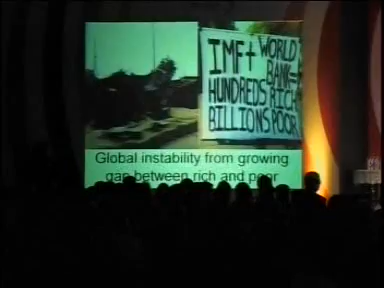 IMF + WORLD
BANK =
HUNDREDS RICH
BILLIONS POOR
Global instability from growing
gap between rich and poor